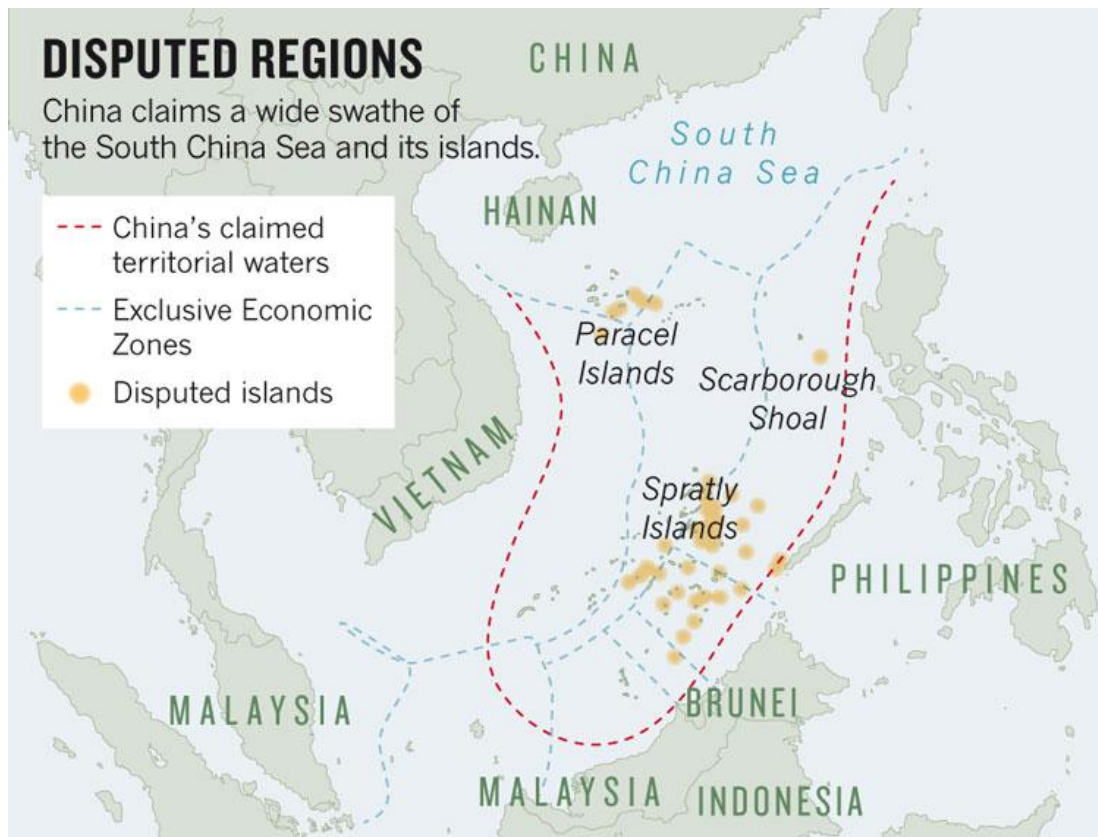 DISPUTED REGIONS
China claims a wide swathe of
the South China Sea and its islands.
China's claimed
territorial waters
Exclusive Economic
Zones
Disputed islands
CHINA
South
China Sea
HAINAN
Paracel
Islands
Scarborough
Shoal
VIETNAM
Spratly
Islands
PHILIPPINES
MALAYSIA
BRUNEI
MALAYSIA
INDONESIA